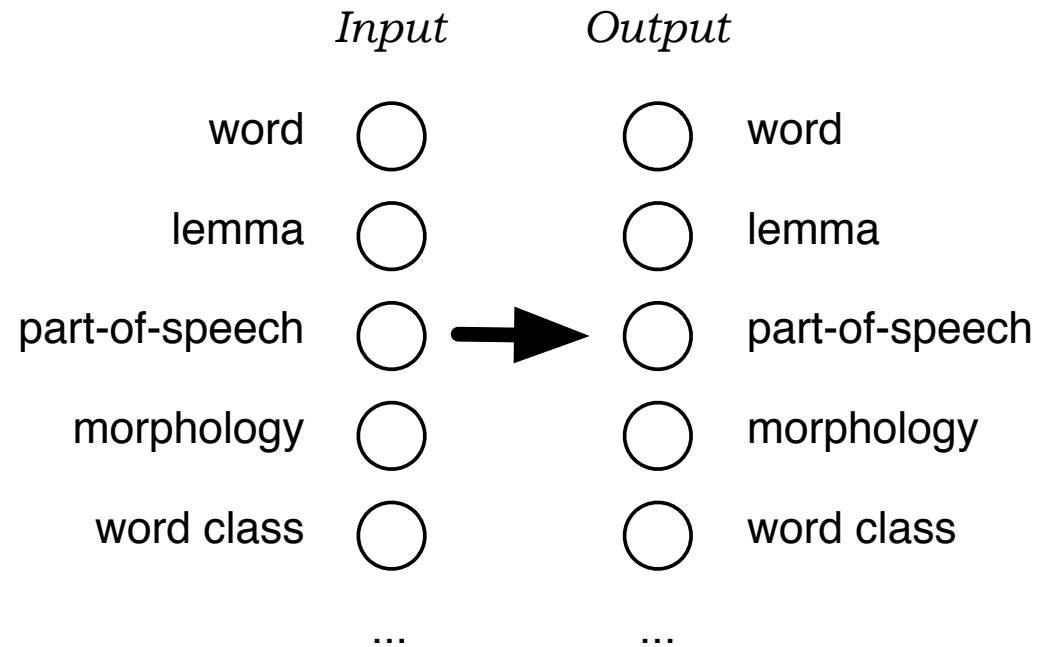 Input Output
word word
lemma lemma
part-of-speech part-of-speech
morphology morphology
word class word class
... ...